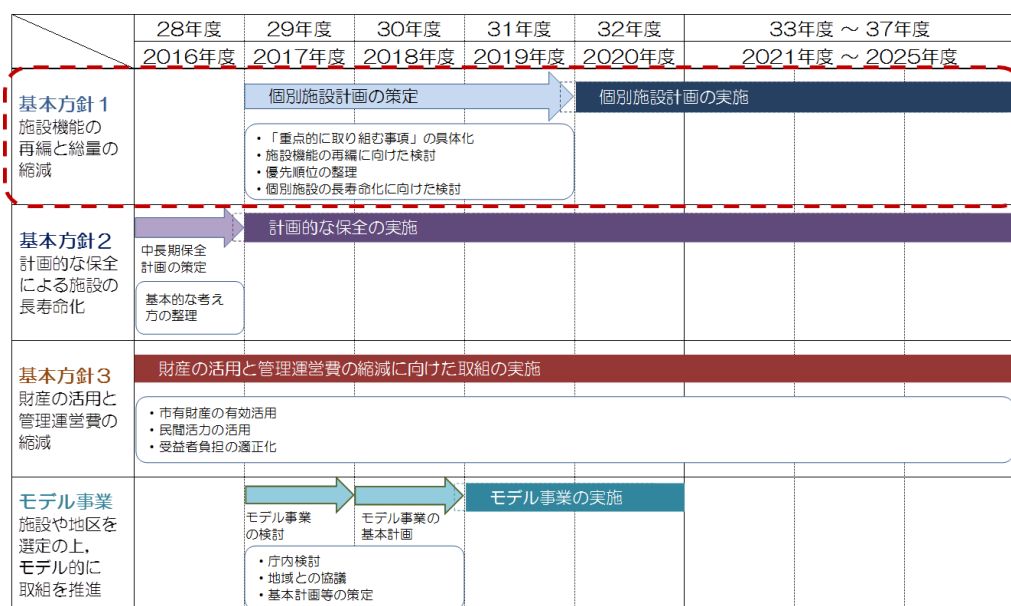 28年度 29年度 30年度 31年度 32年度 33年度 ～ 37年度
2016年度 2017年度 2018年度 2019年度 2020年度 2021年度 ～ 2025年度
基本方針1
施設機能の
再編と総量の
縮減
個別施設計画の策定
個別施設計画の実施
・「重点的に取り組む事項」の具体化
・施設機能の再編に向けた検討
・優先順位の整理
・個別施設の長寿命化に向けた検討
基本方針2
計画的な保全
による施設の
長寿命化
計画的な保全の実施
中長期保全
計画の策定
基本的な考え
方の整理
基本方針3
財産の活用と
管理運営費の
縮減
財産の活用と管理運営費の縮減に向けた取組の実施
・市有財産の有効活用
・民間活力の活用
・受益者負担の適正化
モデル事業
施設や地区を
選定の上，
モデル的に
取組を推進
モデル事業
の検討
モデル事業の
基本計画
モデル事業の実施
・庁内検討
・地域との協議
・基本計画等の策定